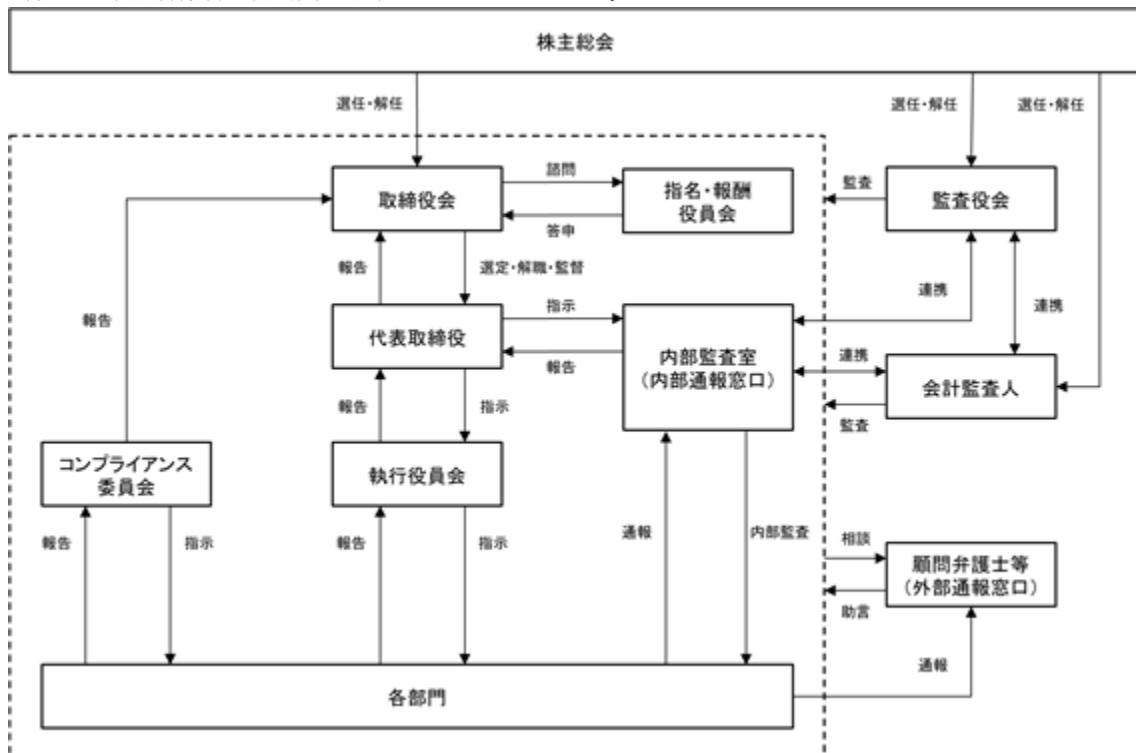 株主総会
選任・解任
選任・解任
選任・解任
取締役会
諮問
答申
指名・報酬
役員会
監査
監査役会
報告
選定・解職・監督
報告
連携
連携
代表取締役
指示
報告
内部監査室
（内部通報窓口）
連携
監査
会計監査人
報告
指示
コンプライアンス
委員会
執行役員会
報告
指示
報告
指示
通報
内部監査
相談
助言
顧問弁護士等
（外部通報窓口）
通報
各部門